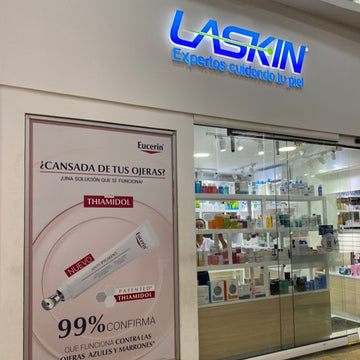 LASKIN
Expertos cuidando tu piel
Eucerin
¿CANSADA DE TUS OJERAS?
¡UNA SOLUCIÓN QUE SÍ FUNCIONA!
THIAMIDOL
Eucerin
NUEVO
PATENTED
THIAMIDOL
99% CONFIRMA
QUE FUNCIONA CONTRA LAS
OJERAS AZULES Y MARRONES*